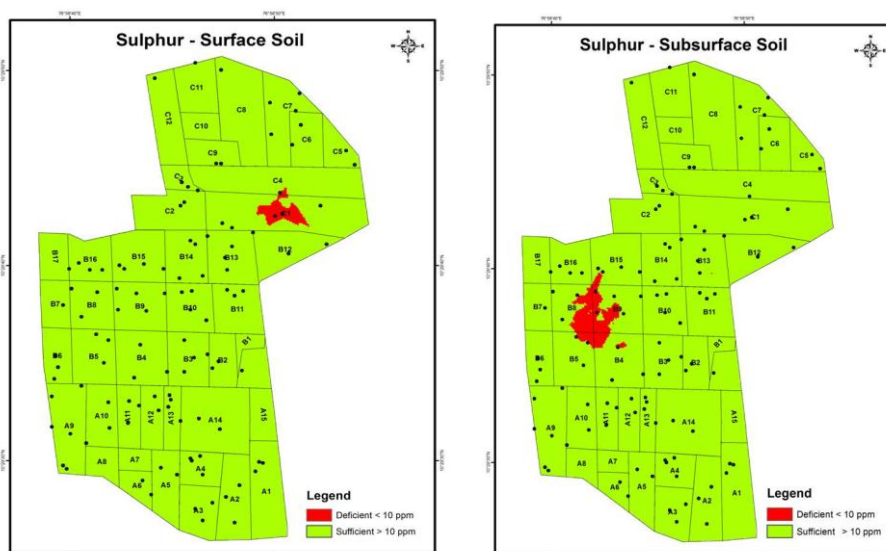 Sulphur - Surface Soil
N
W E
S
C11
C8
C7
C12
C10
C6
C9
C5
C4
C3
C2
C1
B12
B17
B16
B15
B14
B13
B7
B8
B9
B10
B11
B1
B6
B5
B4
B3
B2
A10
A11
A12
A13
A14
A15
A9
A8
A7
A6
A5
A4
A3
A2
A1
Legend
Deficient < 10 ppm
Sufficient > 10 ppm
Sulphur - Subsurface Soil
N
W E
S
C11
C8
C7
C12
C10
C6
C9
C5
C4
C3
C2
C1
B12
B17
B16
B15
B14
B13
B7
B8
B9
B10
B11
B1
B6
B5
B4
B3
B2
A10
A11
A12
A13
A14
A15
A9
A8
A7
A6
A5
A4
A3
A2
A1
Legend
Deficient < 10 ppm
Sufficient > 10 ppm